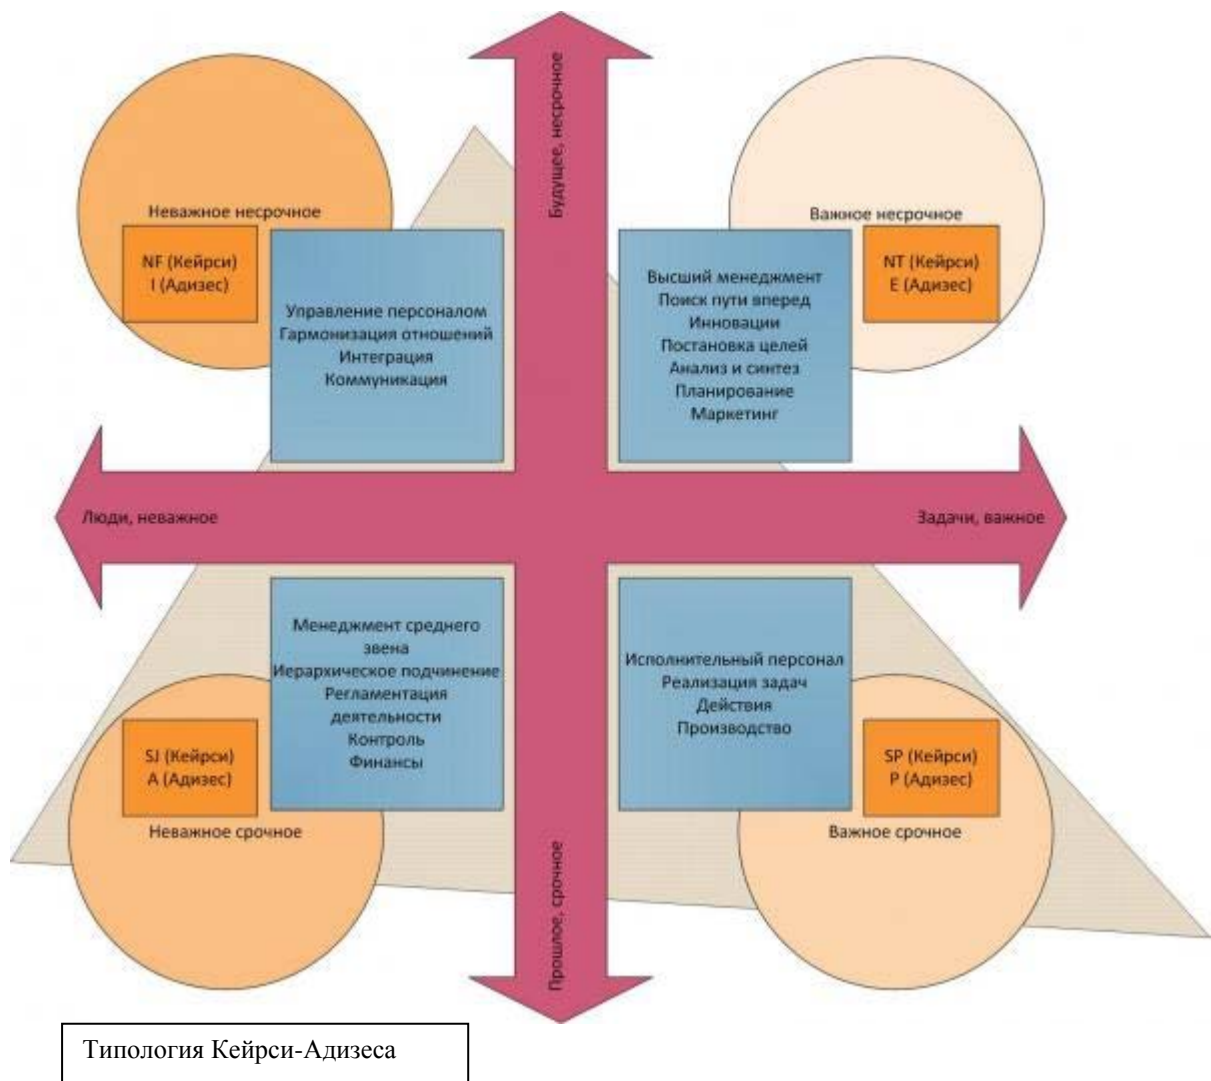 Будущее, несрочное
Неважное несрочное
NF (Кейрси)
I (Адизес)
Управление персоналом
Гармонизация отношений
Интеграция
Коммуникация
Важное несрочное
NT (Кейрси)
E (Адизес)
Высший менеджмент
Поиск пути вперед
Инновации
Постановка целей
Анализ и синтез
Планирование
Маркетинг
Люди, неважное
Задачи, важное
Менеджмент среднего
звена
Иерархическое подчинение
Регламентация
деятельности
Контроль
Финансы
SJ (Кейрси)
A (Адизес)
Неважное срочное
Исполнительный персонал
Реализация задач
Действия
Производство
SP (Кейрси)
P (Адизес)
Важное срочное
Прошлое, срочное
Типология Кейрси-Адизеса